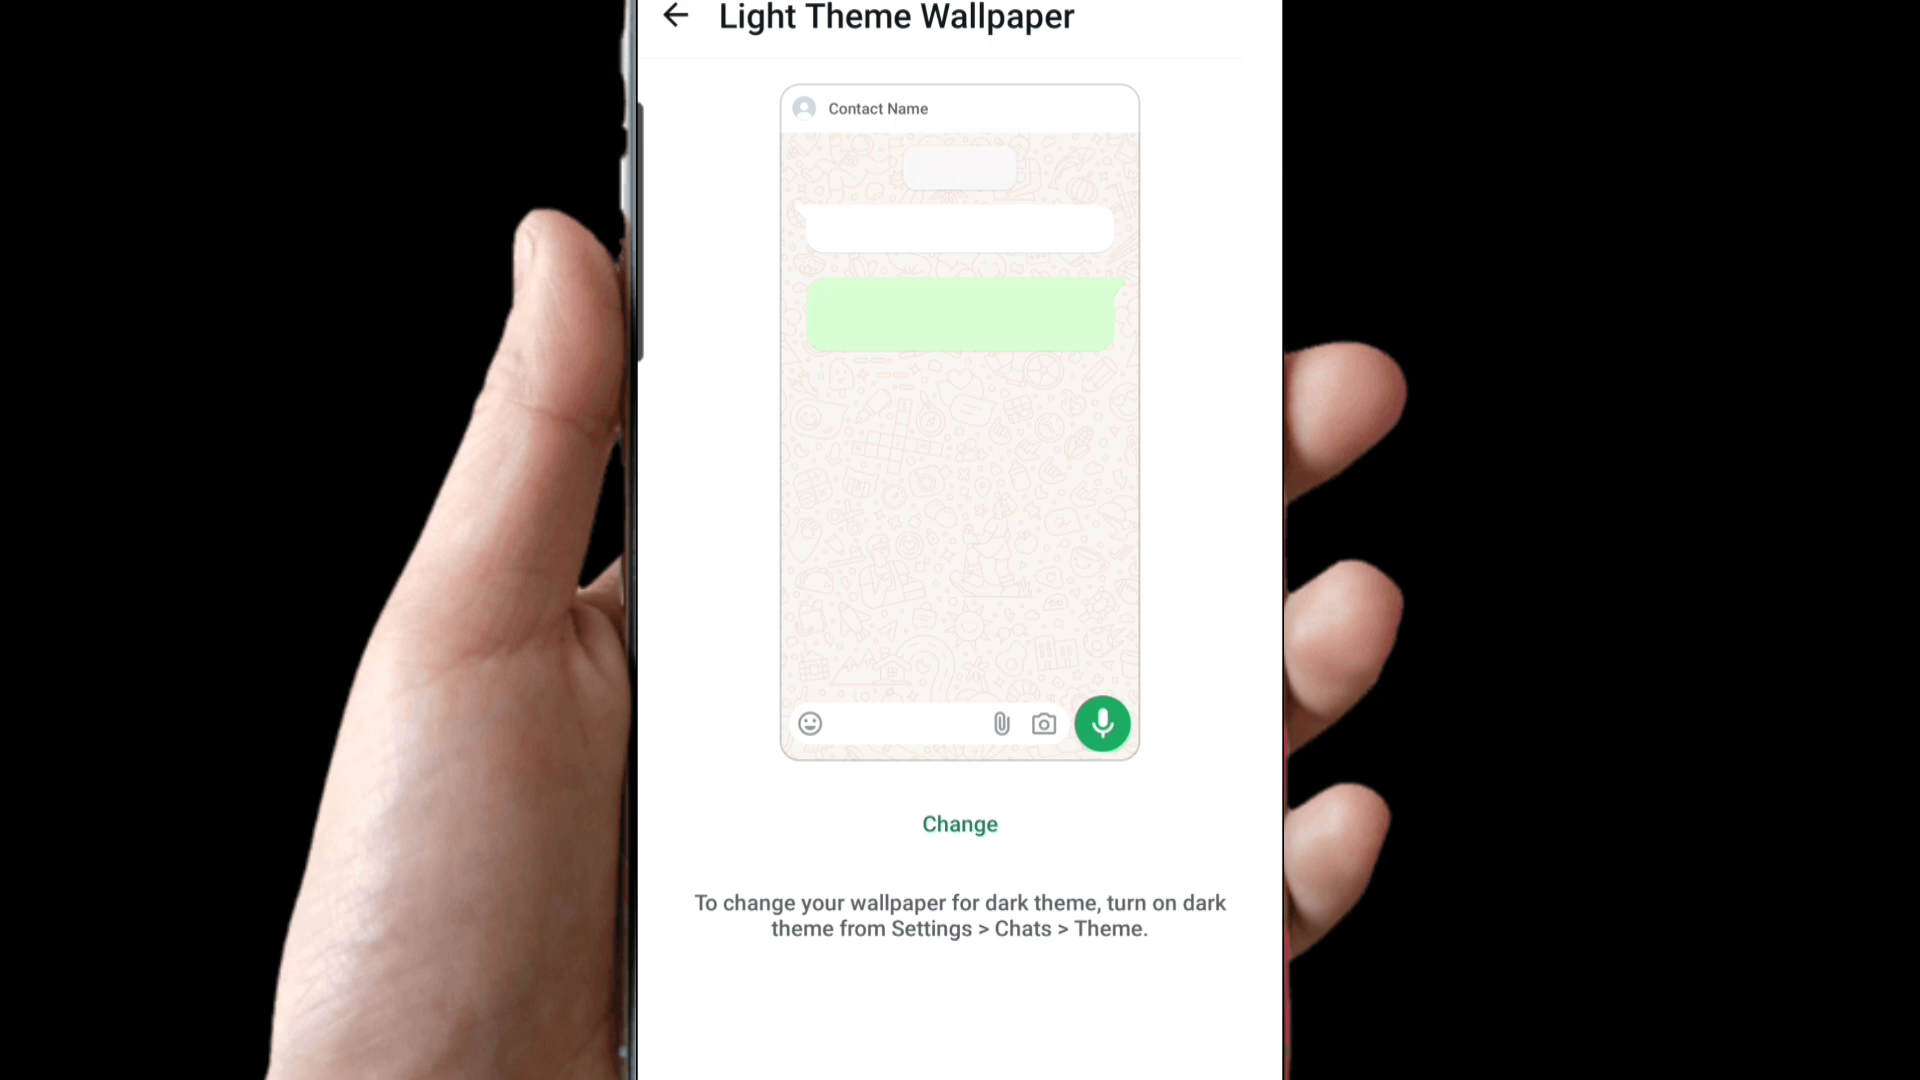 Light Theme Wallpaper
Contact Name
Change
To change your wallpaper for dark theme, turn on dark
theme from Settings > Chats > Theme.